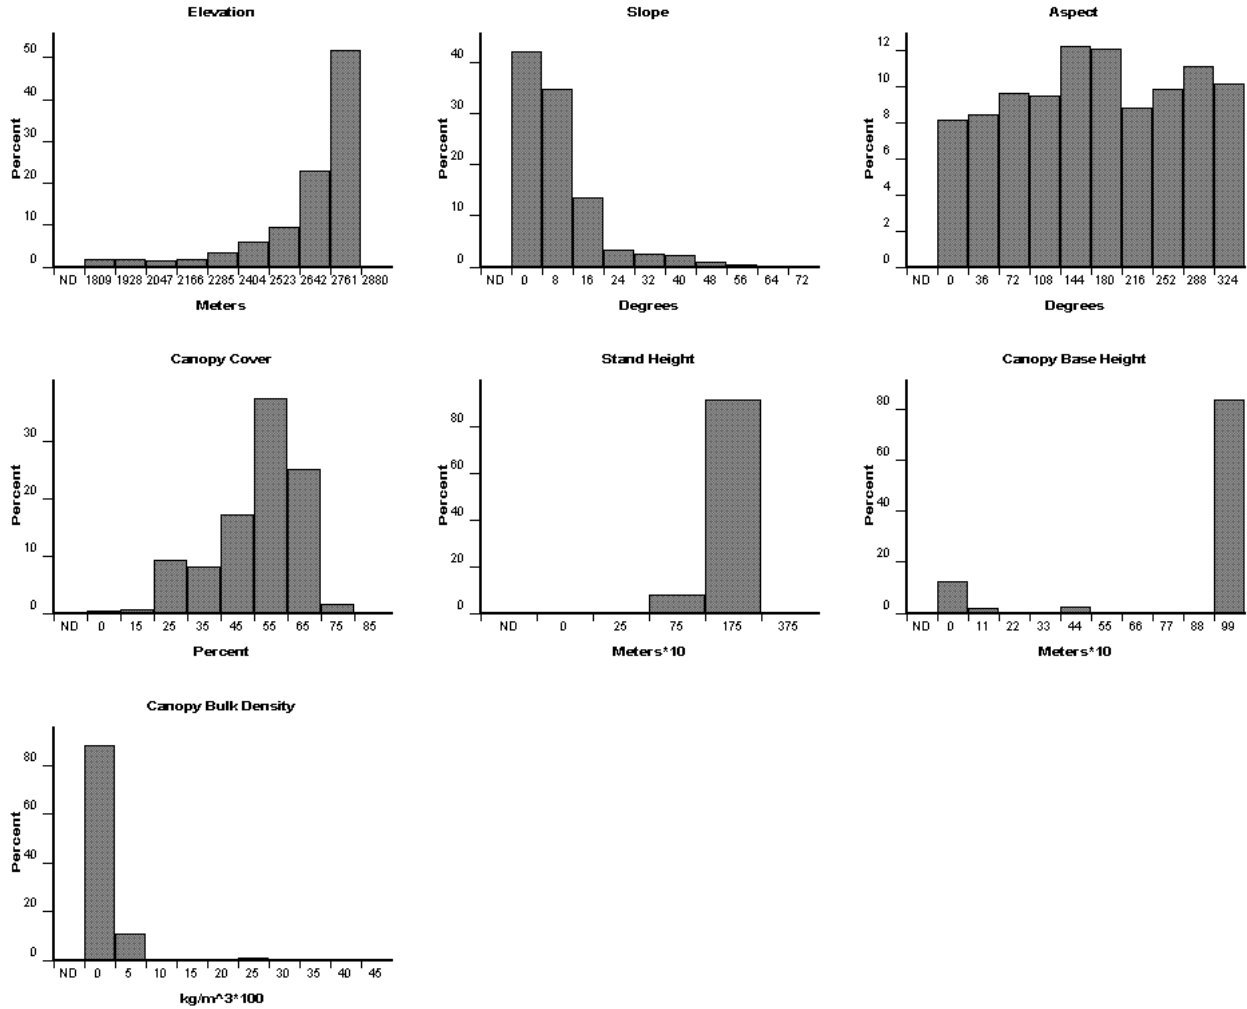 Elevation
Percent
50
40
30
20
10
0
ND 1809 1928 2047 2166 2285 2404 2523 2642 2761 2880
Meters
Slope
Percent
40
30
20
10
0
ND 0 8 16 24 32 40 48 56 64 72
Degrees
Aspect
Percent
12
10
8
6
4
2
0
ND 0 36 72 108 144 180 216 252 288 324
Degrees
Canopy Cover
Percent
30
20
10
0
ND 0 15 25 35 45 55 65 75 85
Percent
Stand Height
Percent
80
60
40
20
0
ND 0 25 75 175 375
Meters*10
Canopy Base Height
Percent
80
60
40
20
0
ND 0 11 22 33 44 55 66 77 88 99
Meters*10
Canopy Bulk Density
Percent
80
60
40
20
0
ND 0 5 10 15 20 25 30 35 40 45
kg/m^3*100